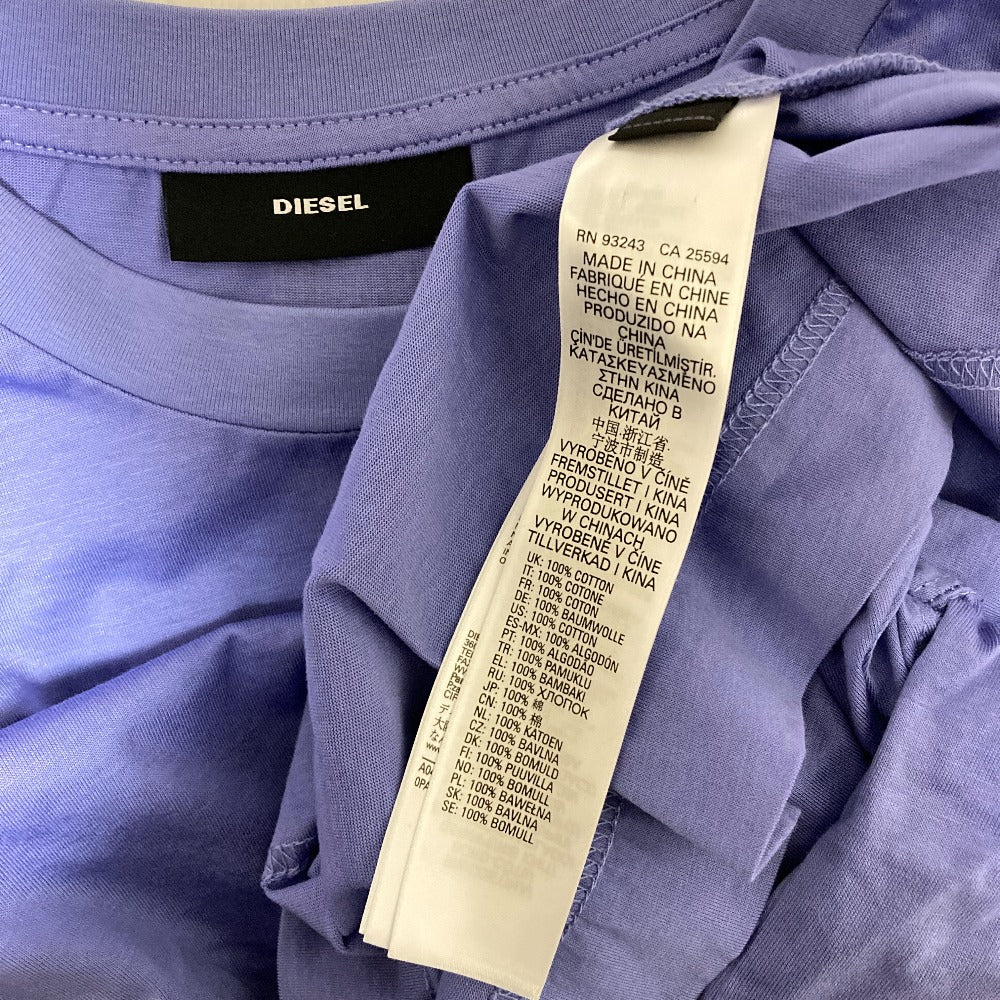 DIESEL
RN 93243 CA 25594
MADE IN CHINA
FABRIQUÉ EN CHINE
HECHO EN CHINA
PRODUZIDO NA
CHINA
ÇİN'DE ÜRETİLMİŞTİR.
ΚΑΤΑΣΚΕΥΑΣΜΕΝΟ
ΣΤΗΝ ΚΙΝΑ
СДЕЛАНО В
КИТАЙ
中国.浙江省.
宁波市制造
VYROBENO V ČÍNĚ
FREMSTILLET I KINA
PRODUSERT I KINA
WYPRODUKOWANO
W CHINACH
VYROBENÉ V ČÍNE
TILLVERKAD I KINA
UK: 100% COTTON
IT: 100% COTONE
FR: 100% COTON
DE: 100% BAUMWOLLE
US: 100% COTTON
ES-MX: 100% ALGODÓN
PT: 100% ALGODÃO
TR: 100% PAMUKLU
EL: 100% ΒΑΜΒΑΚΙ
RU: 100% ХЛОПОК
JP: 100% 綿
CN: 100% 棉
NL: 100% KATOEN
CZ: 100% BAVLNA
DK: 100% BOMULD
FI: 100% PUUVILLA
NO: 100% BOMULL
PL: 100% BAWEŁNA
SK: 100% BAVLNA
SE: 100% BOMULL